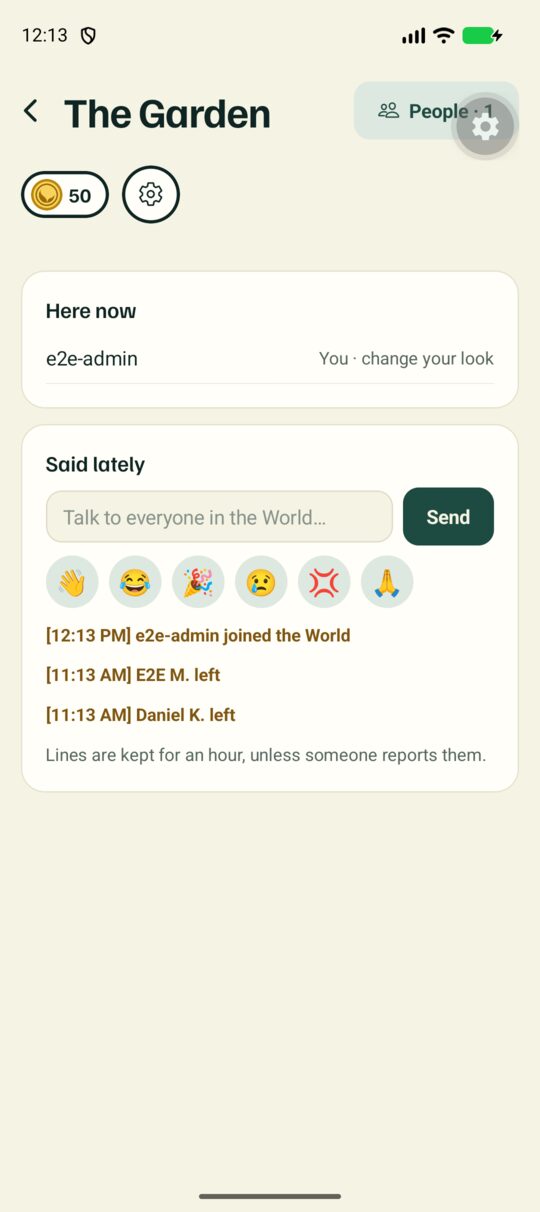 12:13
The Garden
People · 1
50
Here now
e2e-admin
You · change your look
Said lately
Talk to everyone in the World…
Send
[12:13 PM] e2e-admin joined the World
[11:13 AM] E2E M. left
[11:13 AM] Daniel K. left
Lines are kept for an hour, unless someone reports them.